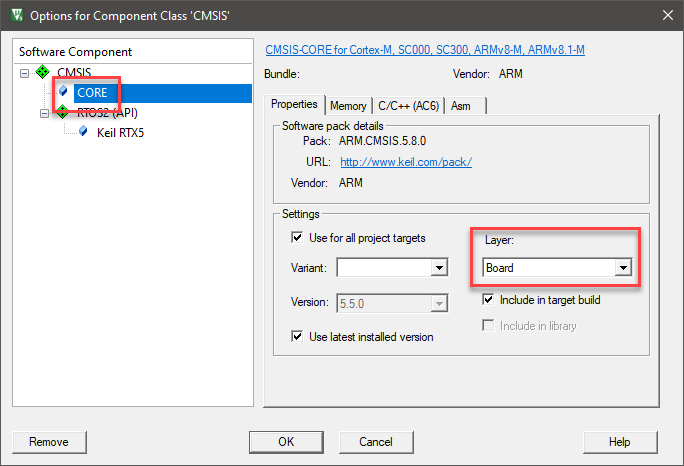 Options for Component Class 'CMSIS'
Software Component
CMSIS
CORE
RTOS2 (API)
Keil RTX5
CMSIS-CORE for Cortex-M, SC000, SC300, ARMv8-M, ARMv8.1-M
Bundle: Vendor: ARM
Properties Memory C/C++ (AC6) Asm
Software pack details
Pack: ARM.CMSIS.5.8.0
URL: http://www.keil.com/pack/
Vendor: ARM
Settings
Use for all project targets
Layer:
Variant:
Board
Version: 5.5.0
Include in target build
Use latest installed version
Include in library
Remove OK Cancel Help